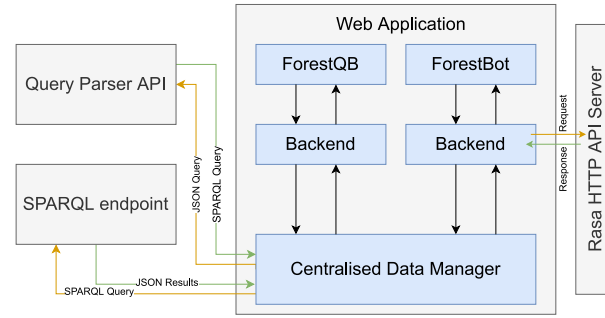 Web Application
ForestQB
ForestBot
Query Parser API
Backend
Backend
Request
Response
Rasa HTTP API Server
JSON Query
SPARQL Query
SPARQL endpoint
Centralised Data Manager
JSON Results
SPARQL Query